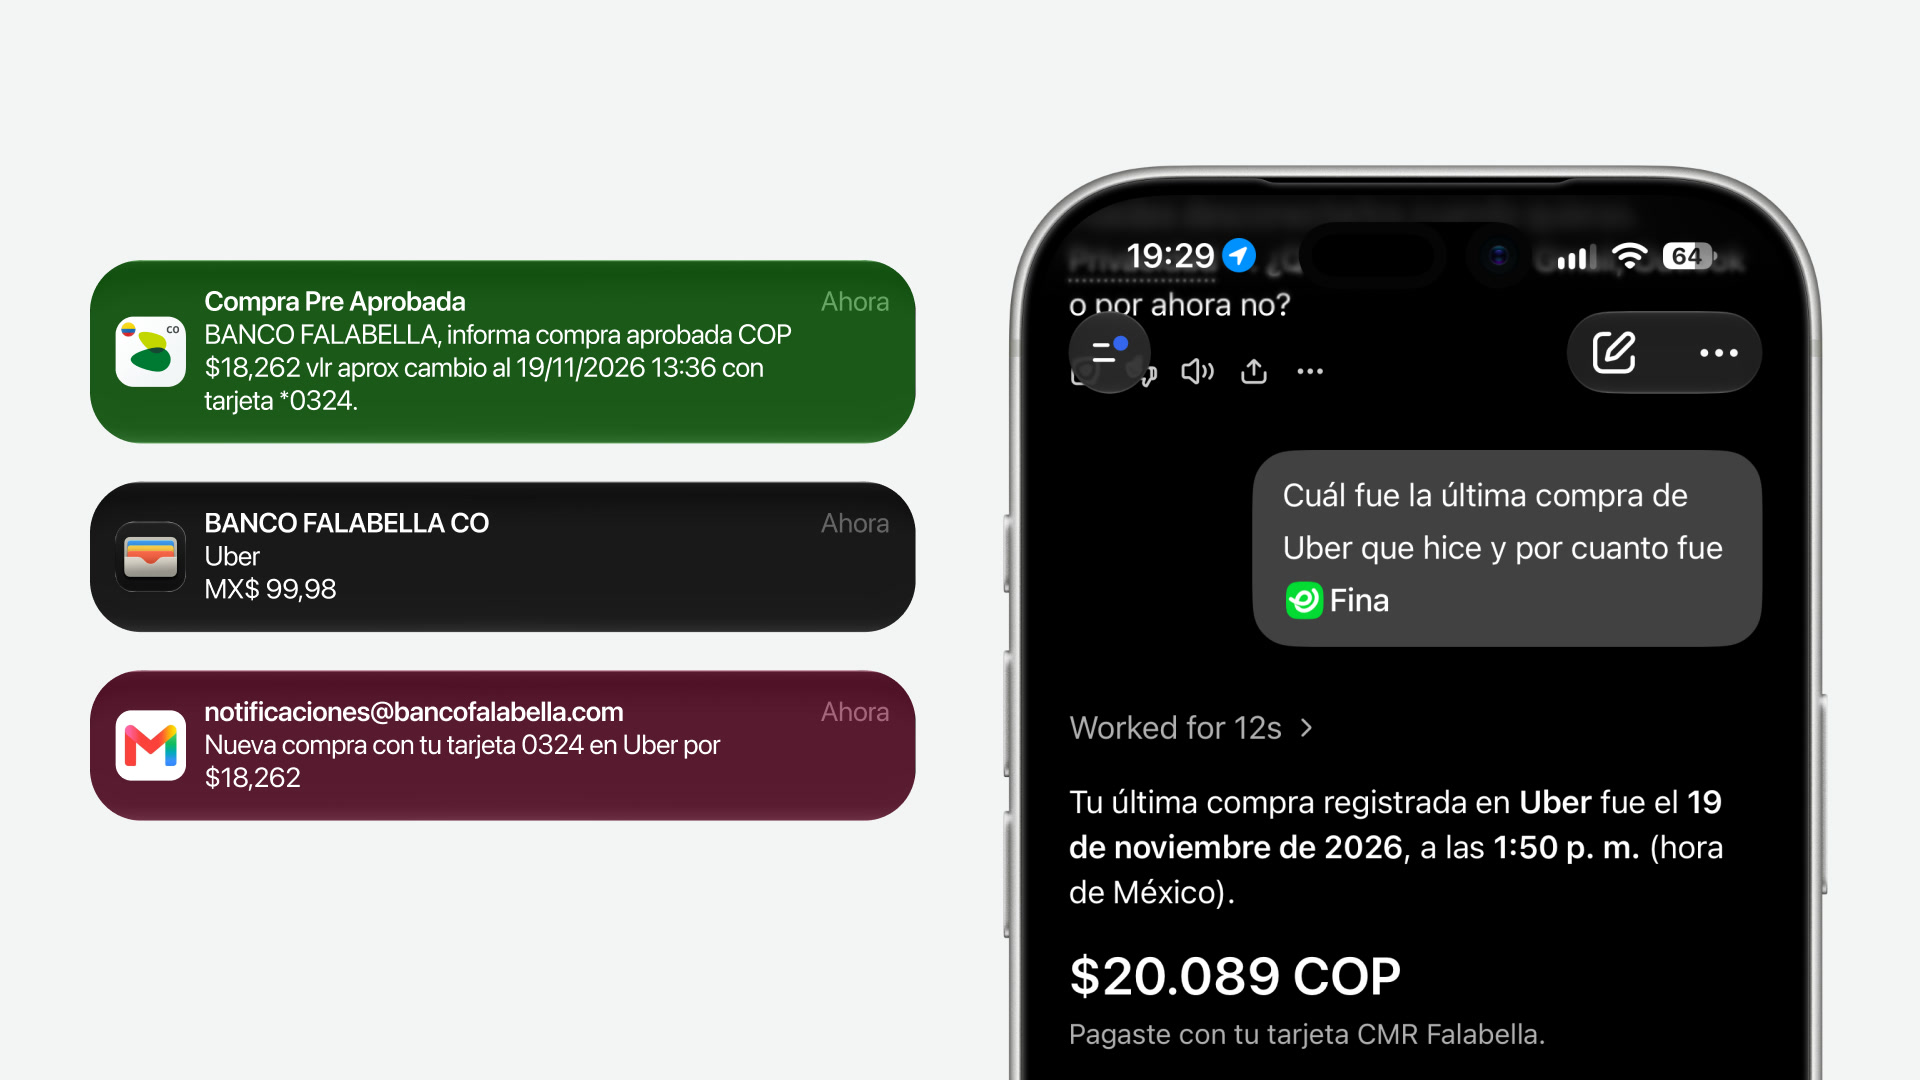 Compra Pre Aprobada
Ahora
CO
BANCO FALABELLA, informa compra aprobada COP
$18,262 vlr aprox cambio al 19/11/2026 13:36 con
tarjeta *0324.
BANCO FALABELLA CO
Ahora
Uber
MX$ 99,98
notificaciones@bancofalabella.com
Ahora
Nueva compra con tu tarjeta 0324 en Uber por
$18,262
19:29
64
o por ahora no?
Cuál fue la última compra de
Uber que hice y por cuanto fue
Fina
Worked for 12s
Tu última compra registrada en Uber fue el 19
de noviembre de 2026, a las 1:50 p. m. (hora
de México).
$20.089 COP
Pagaste con tu tarjeta CMR Falabella.